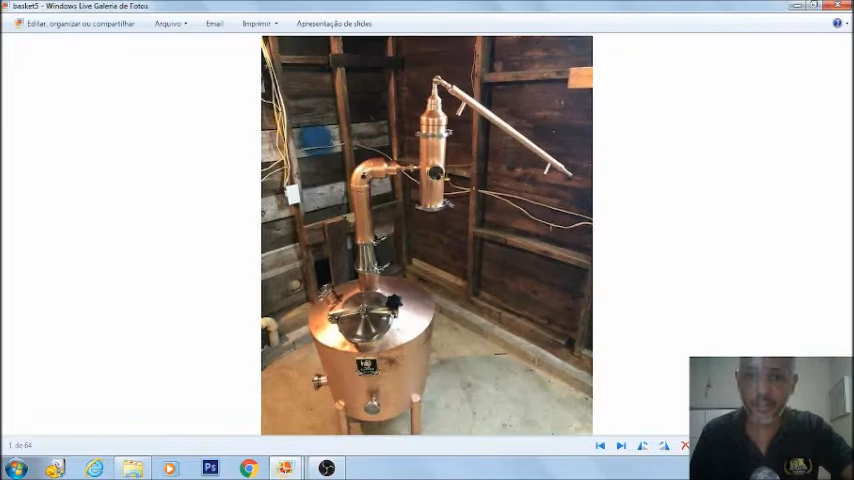 basket5 - Windows Live Galeria de Fotos
Editar, organizar ou compartilhar Arquivo Email Imprimir Apresentação de slides
1 de 64
Ps